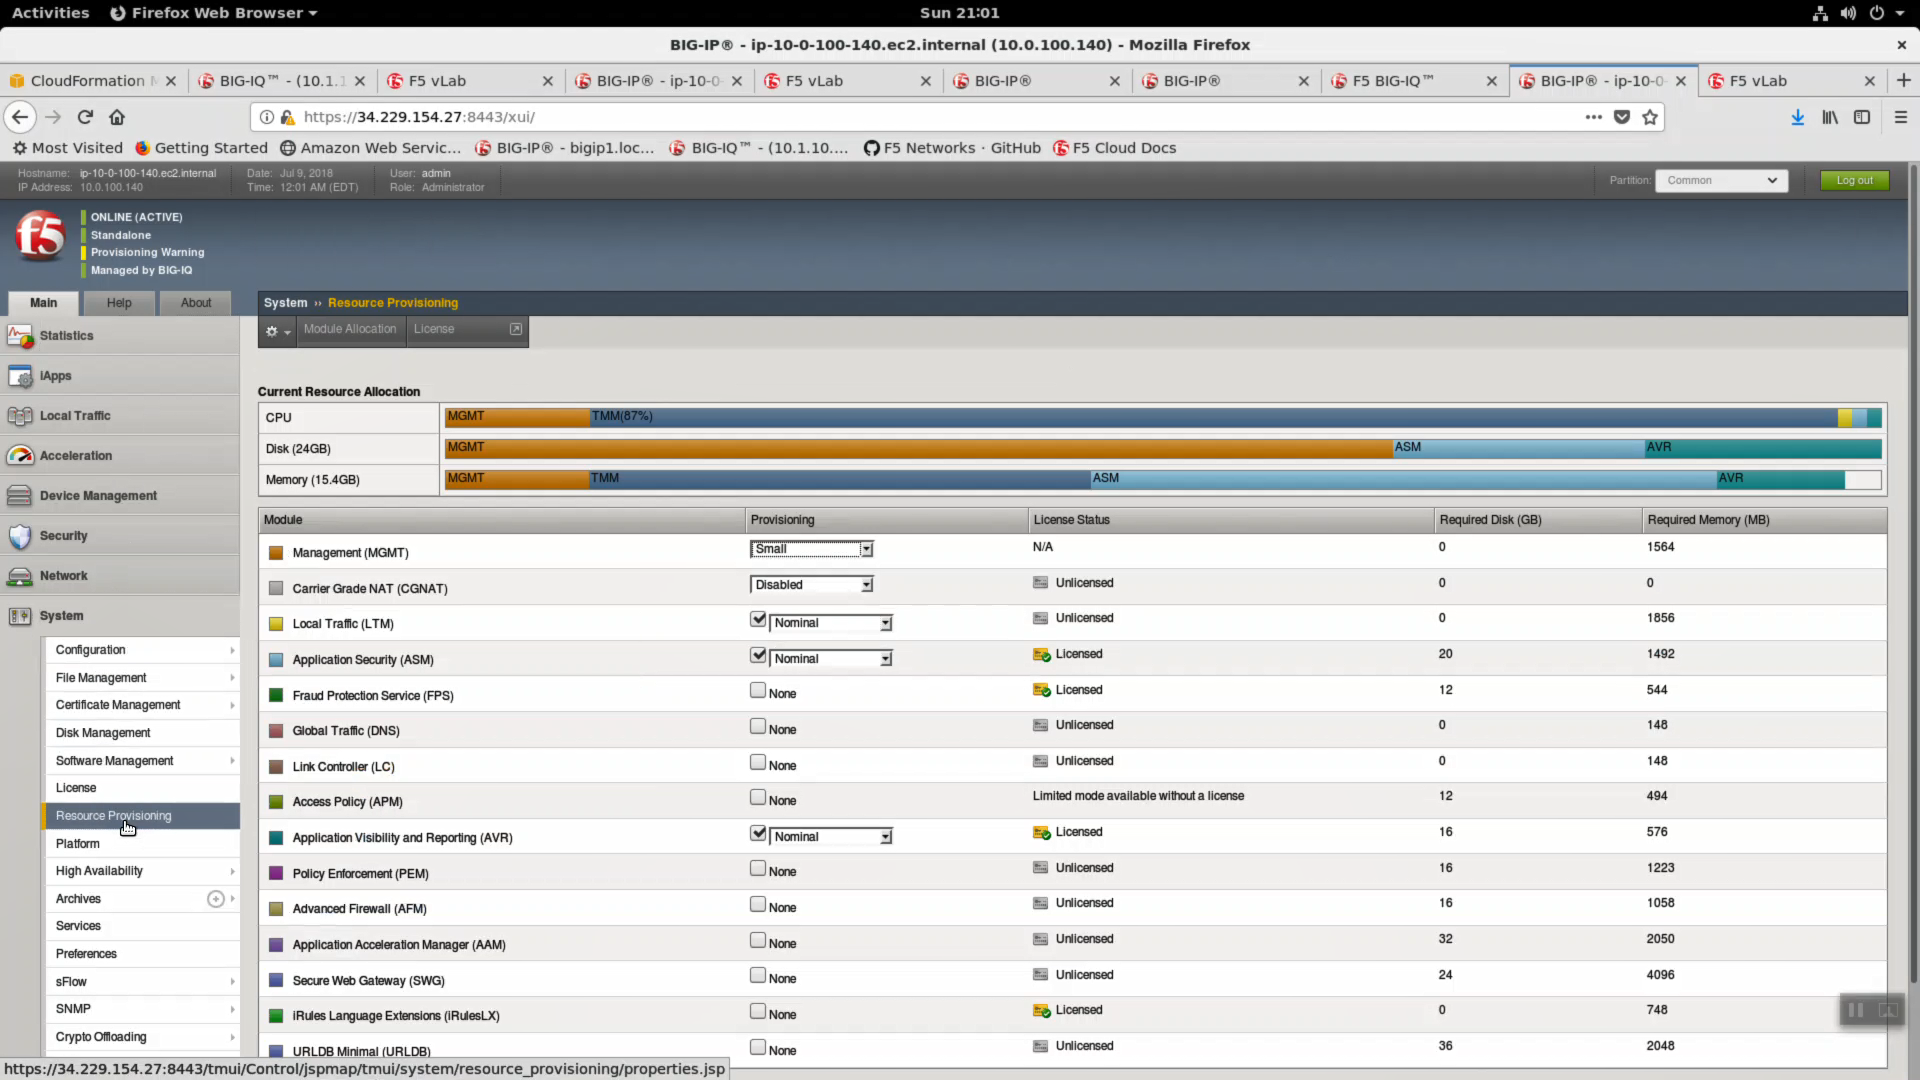 Activities Firefox Web Browser Sun 21:01
BIG-IP® - ip-10-0-100-140.ec2.internal (10.0.100.140) - Mozilla Firefox
CloudFormation BIG-IQ™ - (10.1.1 F5 vLab BIG-IP® - ip-10-0- F5 vLab BIG-IP® BIG-IP® F5 BIG-IQ™ BIG-IP® - ip-10-0- F5 vLab
https://34.229.154.27:8443/xui/
Most Visited Getting Started Amazon Web Servic... BIG-IP® - bigip1.loc... BIG-IQ™ - (10.1.10.... F5 Networks · GitHub F5 Cloud Docs
Hostname: ip-10-0-100-140.ec2.internal Date: Jul 9, 2018 User: admin
IP Address: 10.0.100.140 Time: 12:01 AM (EDT) Role: Administrator
Partition: Common Log out
f5
ONLINE (ACTIVE)
Standalone
Provisioning Warning
Managed by BIG-IQ
Main Help About
System ›› Resource Provisioning
Module Allocation License
Statistics
iApps
Local Traffic
Acceleration
Device Management
Security
Network
System
Configuration
File Management
Certificate Management
Disk Management
Software Management
License
Resource Provisioning
Platform
High Availability
Archives
Services
Preferences
sFlow
SNMP
Crypto Offloading
Current Resource Allocation
CPU MGMT TMM(87%)
Disk (24GB) MGMT ASM AVR
Memory (15.4GB) MGMT TMM ASM AVR
Module Provisioning License Status Required Disk (GB) Required Memory (MB)
Management (MGMT) Small N/A 0 1564
Carrier Grade NAT (CGNAT) Disabled Unlicensed 0 0
Local Traffic (LTM) Nominal Unlicensed 0 1856
Application Security (ASM) Nominal Licensed 20 1492
Fraud Protection Service (FPS) None Licensed 12 544
Global Traffic (DNS) None Unlicensed 0 148
Link Controller (LC) None Unlicensed 0 148
Access Policy (APM) None Limited mode available without a license 12 494
Application Visibility and Reporting (AVR) Nominal Licensed 16 576
Policy Enforcement (PEM) None Unlicensed 16 1223
Advanced Firewall (AFM) None Unlicensed 16 1058
Application Acceleration Manager (AAM) None Unlicensed 32 2050
Secure Web Gateway (SWG) None Unlicensed 24 4096
iRules Language Extensions (iRulesLX) None Licensed 0 748
URLDB Minimal (URLDB) None Unlicensed 36 2048
https://34.229.154.27:8443/tmui/Control/jspmap/tmui/system/resource_provisioning/properties.jsp